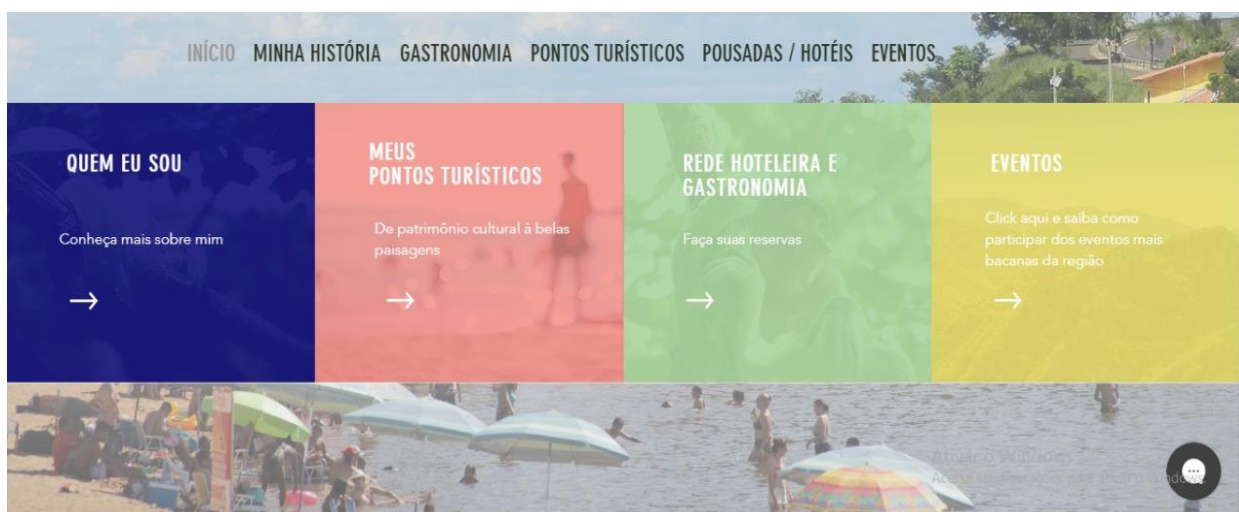 INÍCIO MINHA HISTÓRIA GASTRONOMIA PONTOS TURÍSTICOS POUSADAS / HOTÉIS EVENTOS
QUEM EU SOU
Conheça mais sobre mim
MEUS
PONTOS TURÍSTICOS
De patrimônio cultural à belas
paisagens
REDE HOTELEIRA E
GASTRONOMIA
Faça suas reservas
EVENTOS
Click aqui e saiba como
participar dos eventos mais
bacanas da região
Ativar o Windows